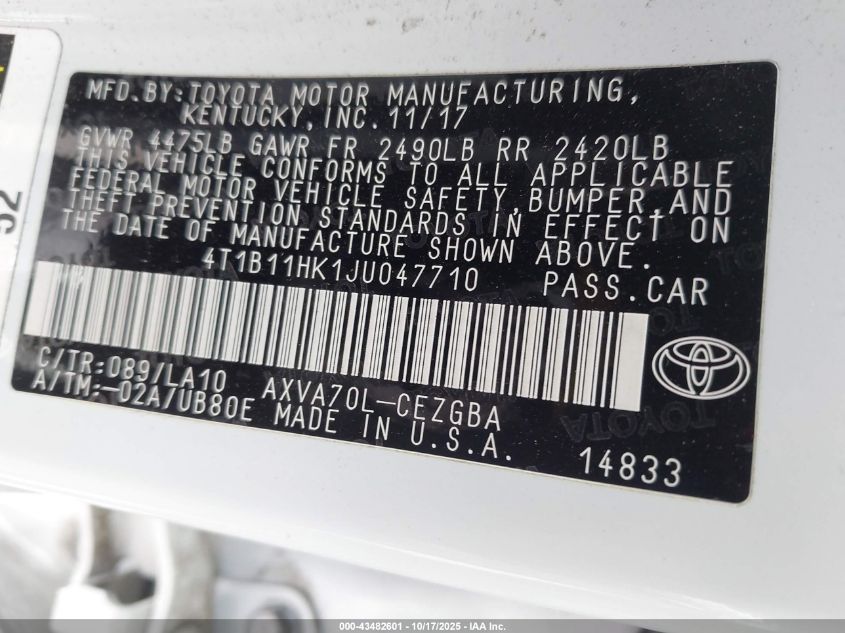 52
MFD.BY:TOYOTA MOTOR MANUFACTURING,
KENTUCKY, INC. 11/17
GVWR 4475LB GAWR FR 2490LB RR 2420LB
THIS VEHICLE CONFORMS TO ALL APPLICABLE
FEDERAL MOTOR VEHICLE SAFETY, BUMPER, AND
THEFT PREVENTION STANDARDS IN EFFECT ON
THE DATE OF MANUFACTURE SHOWN ABOVE.
4T1B11HK1JU047710 PASS.CAR
C/TR:089/LA10 AXVA70L-CEZGBA
A/TM:-02A/UB80E MADE IN U.S.A.
14833
000-43482601 | 10/17/2025 - IAA Inc.